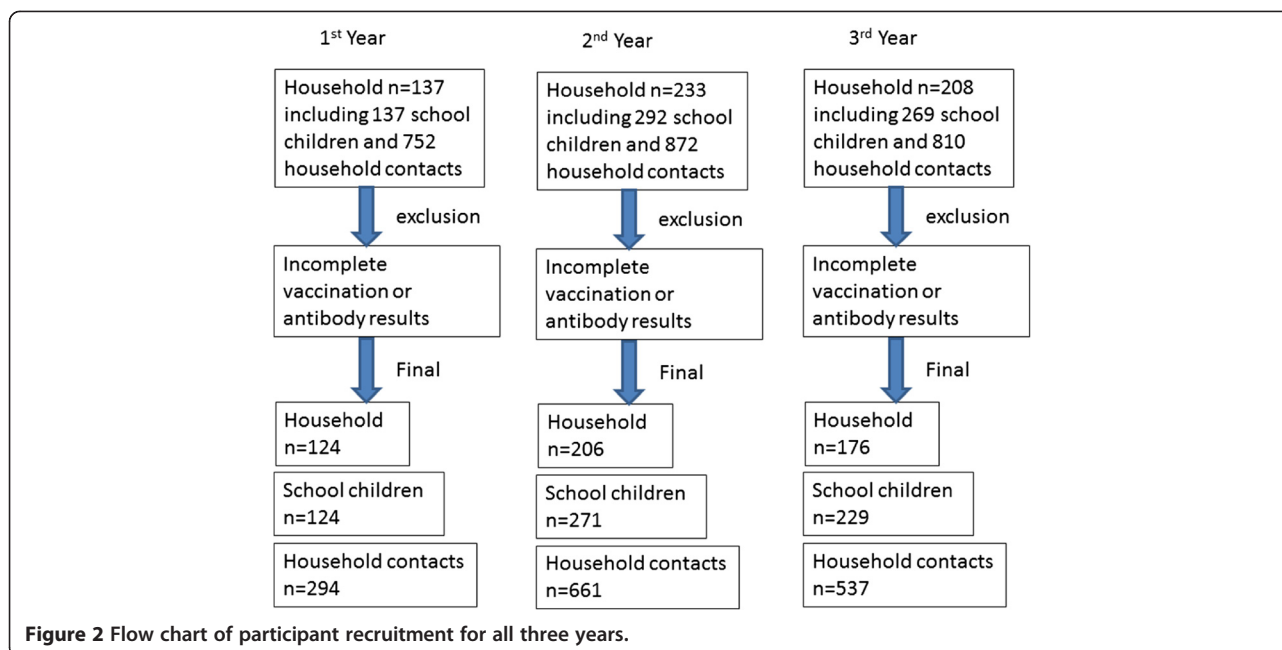 1st Year
Household n=137
including 137 school
children and 752
household contacts
exclusion
Incomplete
vaccination or
antibody results
Final
Household
n=124
School children
n=124
Household contacts
n=294
2nd Year
Household n=233
including 292 school
children and 872
household contacts
exclusion
Incomplete
vaccination or
antibody results
Final
Household
n=206
School children
n=271
Household contacts
n=661
3rd Year
Household n=208
including 269 school
children and 810
household contacts
exclusion
Incomplete
vaccination or
antibody results
Final
Household
n=176
School children
n=229
Household contacts
n=537
Figure 2 Flow chart of participant recruitment for all three years.